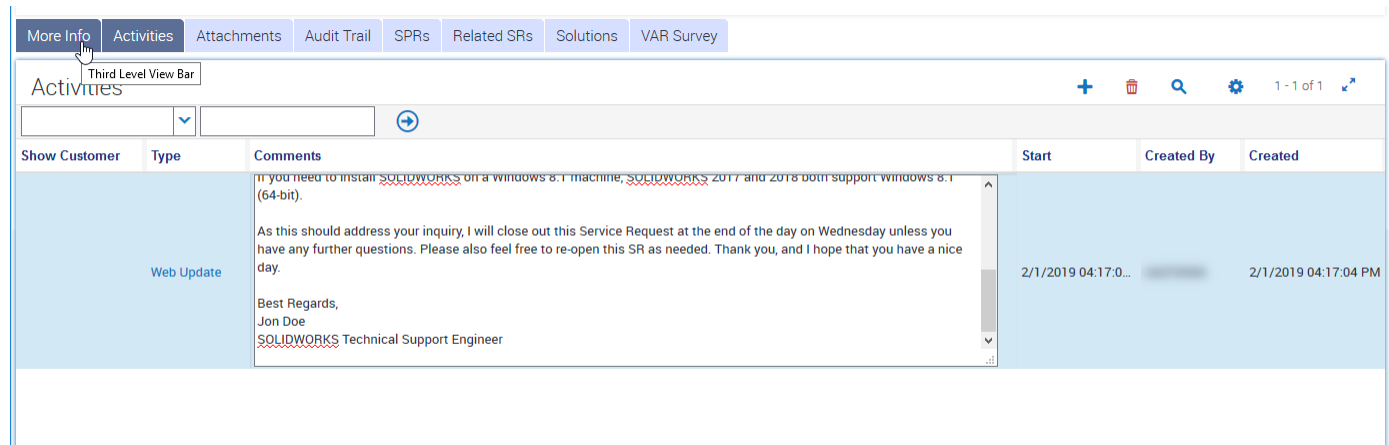 More Info Activities Attachments Audit Trail SPRs Related SRs Solutions VAR Survey
Third Level View Bar
Activities
1 - 1 of 1
Show Customer Type Comments Start Created By Created
If you need to install SOLIDWORKS on a Windows 8.1 machine, SOLIDWORKS 2017 and 2018 both support Windows 8.1
(64-bit).
As this should address your inquiry, I will close out this Service Request at the end of the day on Wednesday unless you
have any further questions. Please also feel free to re-open this SR as needed. Thank you, and I hope that you have a nice
day.
Web Update 2/1/2019 04:17:0... 2/1/2019 04:17:04 PM
Best Regards,
Jon Doe
SOLIDWORKS Technical Support Engineer